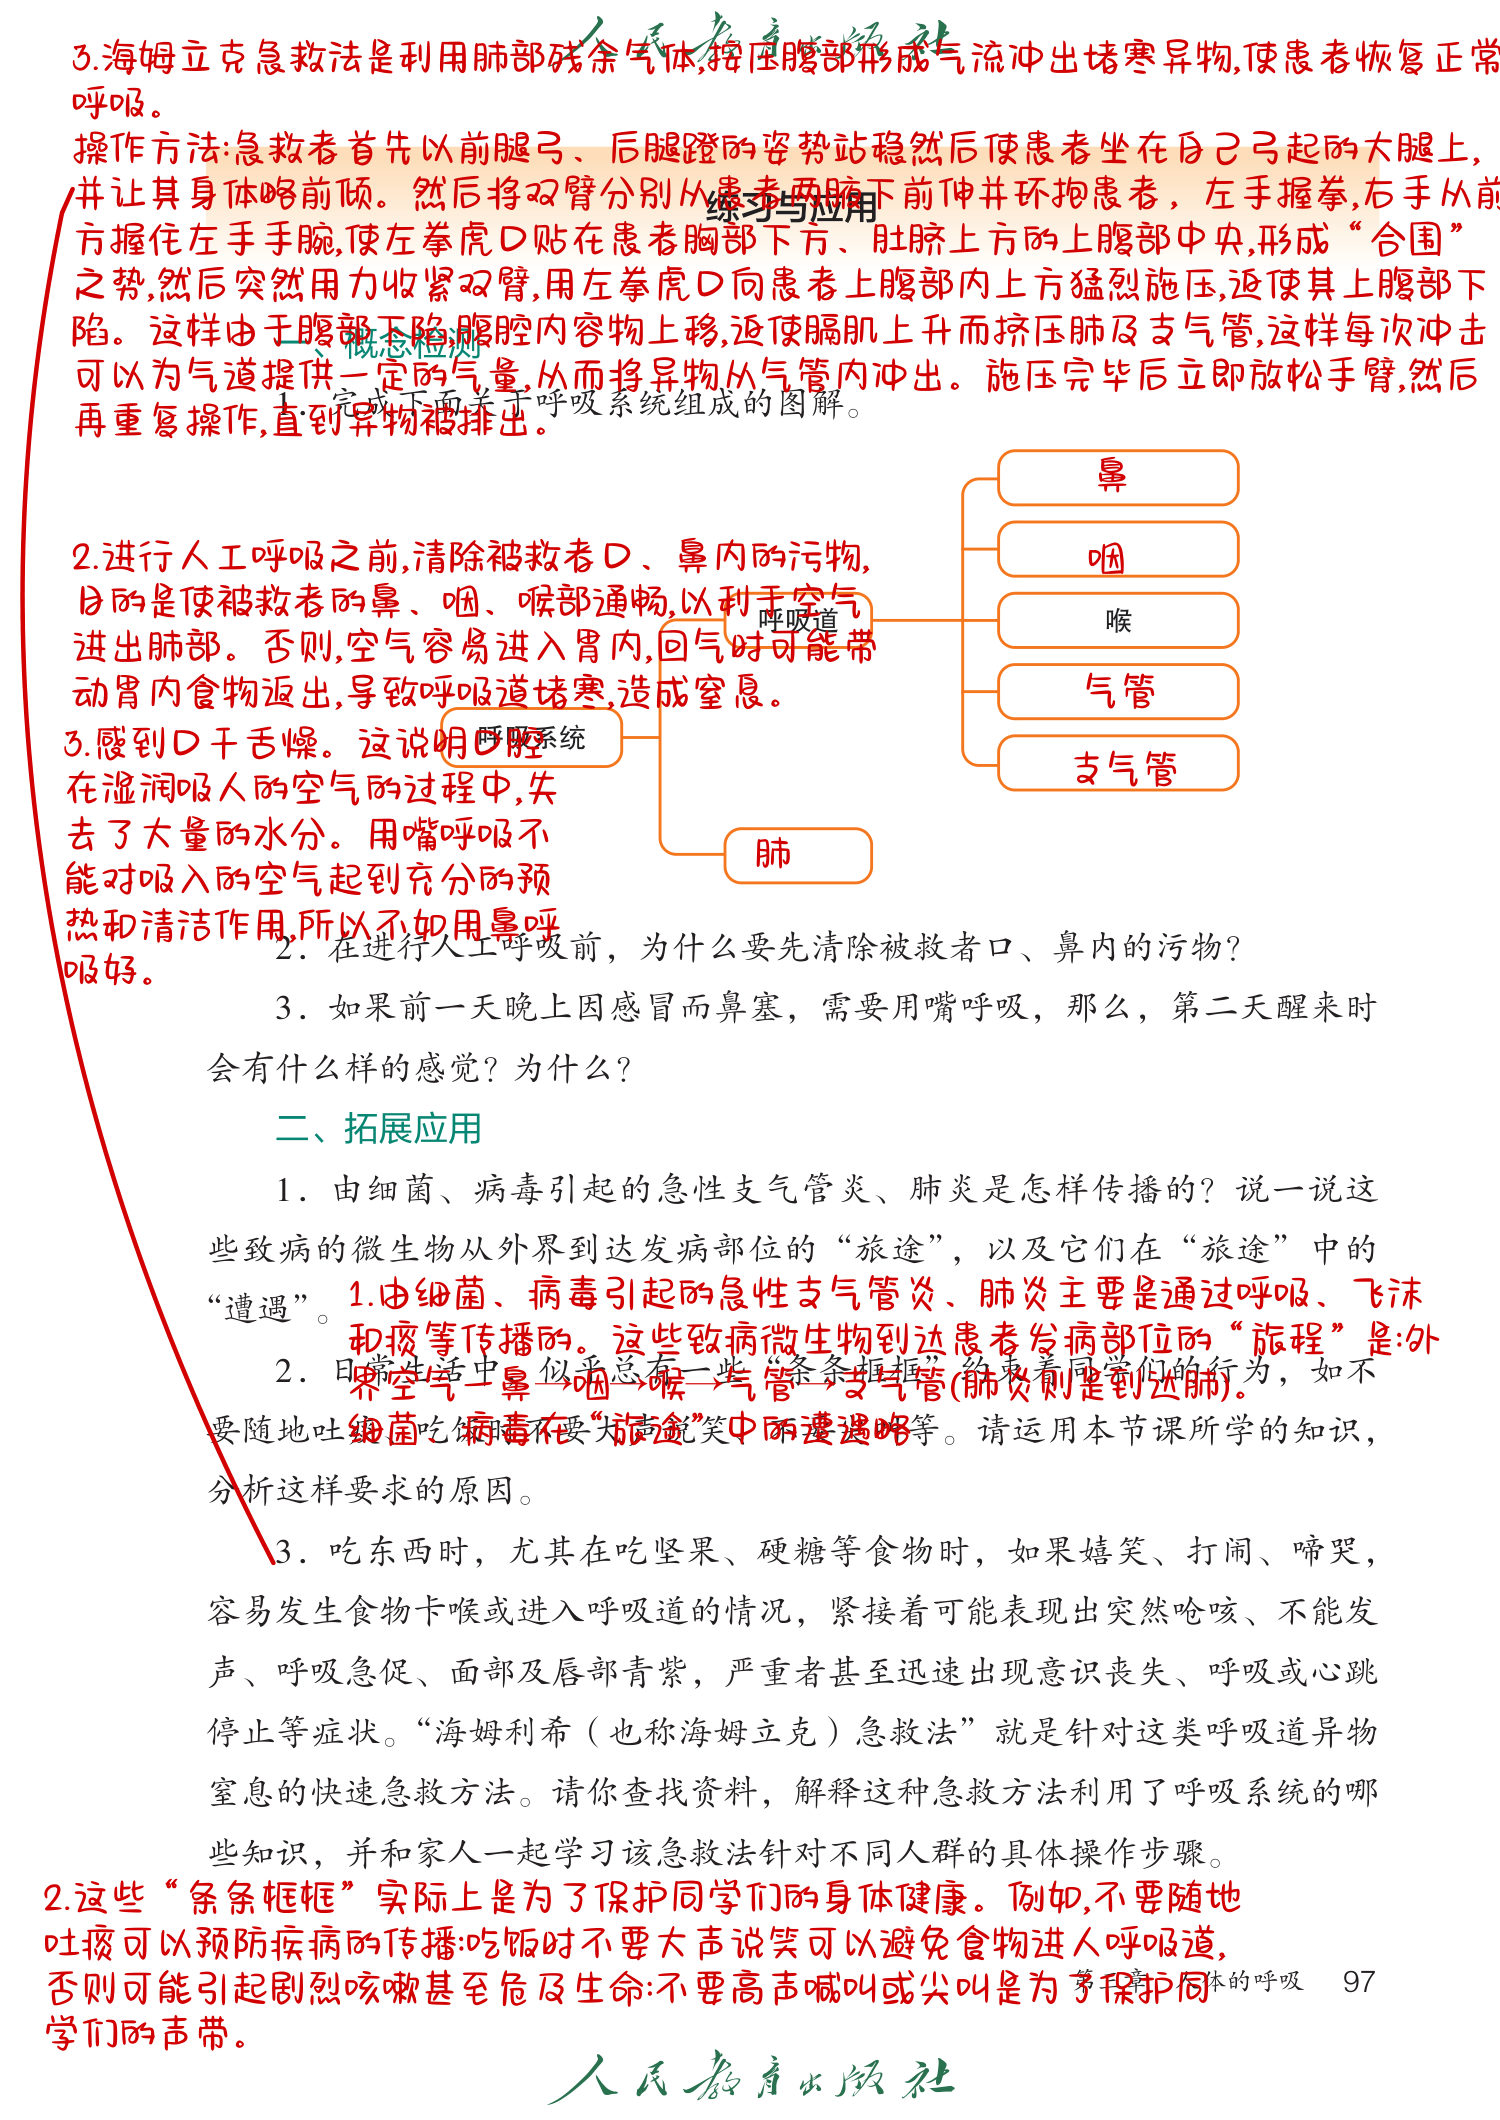 人民教育出版社
3.海姆立克急救法是利用肺部残余气体,按压腹部形成气流冲出堵寒异物,使患者恢复正常
呼吸。
操作方法:急救者首先以前腿弓、后腿蹬的姿势站稳然后使患者坐在自己弓起的大腿上,
并让其身体略前倾。然后将双臂分别从患者两腋下前伸并环抱患者，左手握拳,右手从前
练习与应用
方握住左手手腕,使左拳虎口贴在患者胸部下方、肚脐上方的上腹部中央,形成“合围”
之势,然后突然用力收紧双臂,用左拳虎口向患者上腹部内上方猛烈施压,迫使其上腹部下
陷。这样由于腹部下陷,腹腔内容物上移,迫使膈肌上升而挤压肺及支气管,这样每次冲击
一、概念检测
可以为气道提供一定的气量,从而将异物从气管内冲出。施压完毕后立即放松手臂,然后
1. 完成下面关于呼吸系统组成的图解。
再重复操作,直到异物被排出。
鼻
咽
喉
气管
支气管
呼吸道
呼吸系统
肺
2.进行人工呼吸之前,清除被救者口、鼻内的污物,
目的是使被救者的鼻、咽、喉部通畅,以利于空气
进出肺部。否则,空气容易进入胃内,回气时可能带
动胃内食物返出,导致呼吸道堵寒,造成窒息。
3.感到口干舌燥。这说明口腔
在湿润吸人的空气的过程中,失
去了大量的水分。用嘴呼吸不
能对吸入的空气起到充分的预
热和清洁作用,所以不如用鼻呼
吸好。
2. 在进行人工呼吸前，为什么要先清除被救者口、鼻内的污物？
3. 如果前一天晚上因感冒而鼻塞，需要用嘴呼吸，那么，第二天醒来时
会有什么样的感觉？为什么？
二、拓展应用
1. 由细菌、病毒引起的急性支气管炎、肺炎是怎样传播的？说一说这
些致病的微生物从外界到达发病部位的“旅途”，以及它们在“旅途”中的
“遭遇”。
1.由细菌、病毒引起的急性支气管炎、肺炎主要是通过呼吸、飞沫
和痰等传播的。这些致病微生物到达患者发病部位的“旅程”是:外
界空气一鼻→咽→喉→气管→支气管(肺炎则是到达肺)。
细菌、病毒在“旅途”中的遭遇略
2. 日常生活中，似乎总有一些“条条框框”约束着同学们的行为，如不
要随地吐痰、吃饭时不要大声说笑、不要尖叫等。请运用本节课所学的知识，
分析这样要求的原因。
3. 吃东西时，尤其在吃坚果、硬糖等食物时，如果嬉笑、打闹、啼哭，
容易发生食物卡喉或进入呼吸道的情况，紧接着可能表现出突然呛咳、不能发
声、呼吸急促、面部及唇部青紫，严重者甚至迅速出现意识丧失、呼吸或心跳
停止等症状。“海姆利希（也称海姆立克）急救法”就是针对这类呼吸道异物
窒息的快速急救方法。请你查找资料，解释这种急救方法利用了呼吸系统的哪
些知识，并和家人一起学习该急救法针对不同人群的具体操作步骤。
2.这些“条条框框”实际上是为了保护同学们的身体健康。例如,不要随地
吐痰可以预防疾病的传播:吃饭时不要大声说笑可以避免食物进人呼吸道,
否则可能引起剧烈咳嗽甚至危及生命:不要高声喊叫或尖叫是为了保护同
学们的声带。
第二章 人体的呼吸 97
人民教育出版社